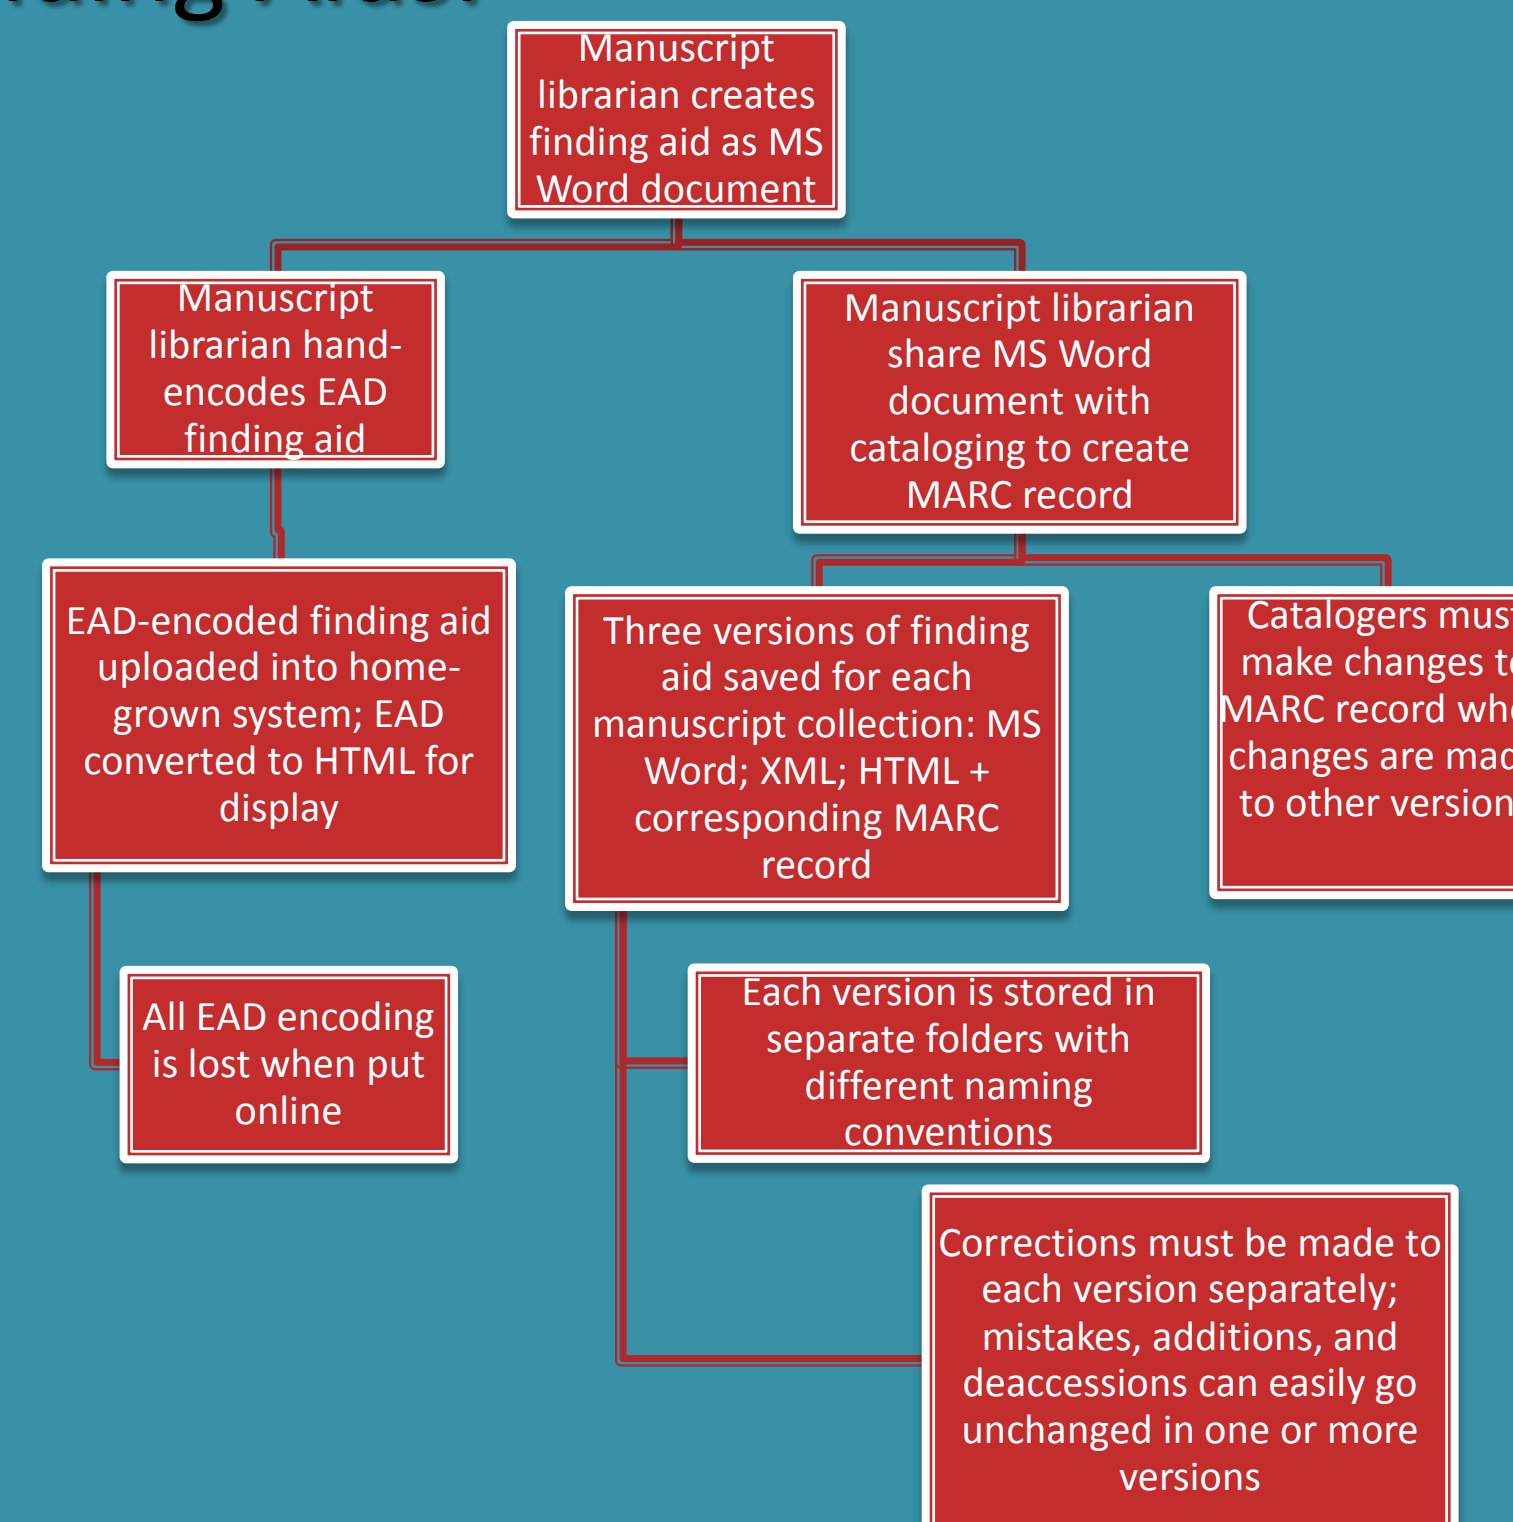 Aids:
Manuscript
librarian creates
finding aid as MS
Word document
Manuscript
librarian hand-
encodes EAD
finding aid
Manuscript librarian
share MS Word
document with
cataloging to create
MARC record
EAD-encoded finding aid
uploaded into home-
grown system; EAD
converted to HTML for
display
Three versions of finding
aid saved for each
manuscript collection: MS
Word; XML; HTML +
corresponding MARC
record
Catalogers must
make changes to
MARC record
changes are
to other
All EAD encoding
is lost when put
online
Each version is stored in
separate folders with
different naming
conventions
Corrections must be made to
each version separately;
mistakes, additions, and
deaccessions can easily go
unchanged in one or more
versions